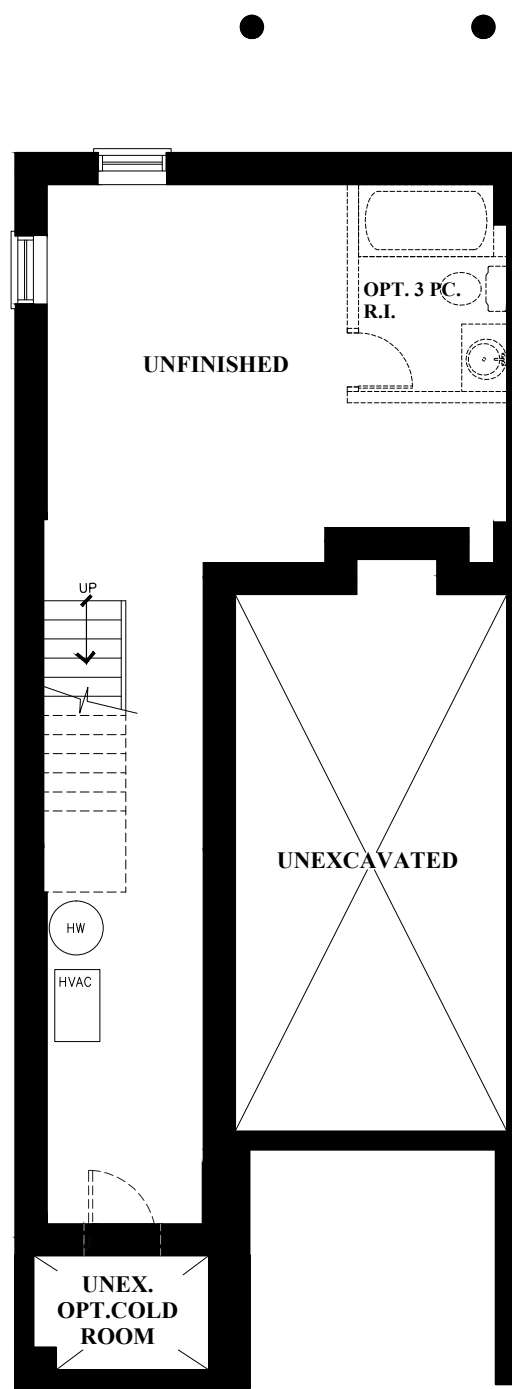 OPT. 3 PC.
R.I.
UNFINISHED
UP
UNEXCAVATED
HW
HVAC
UNEX.
OPT.COLD
ROOM